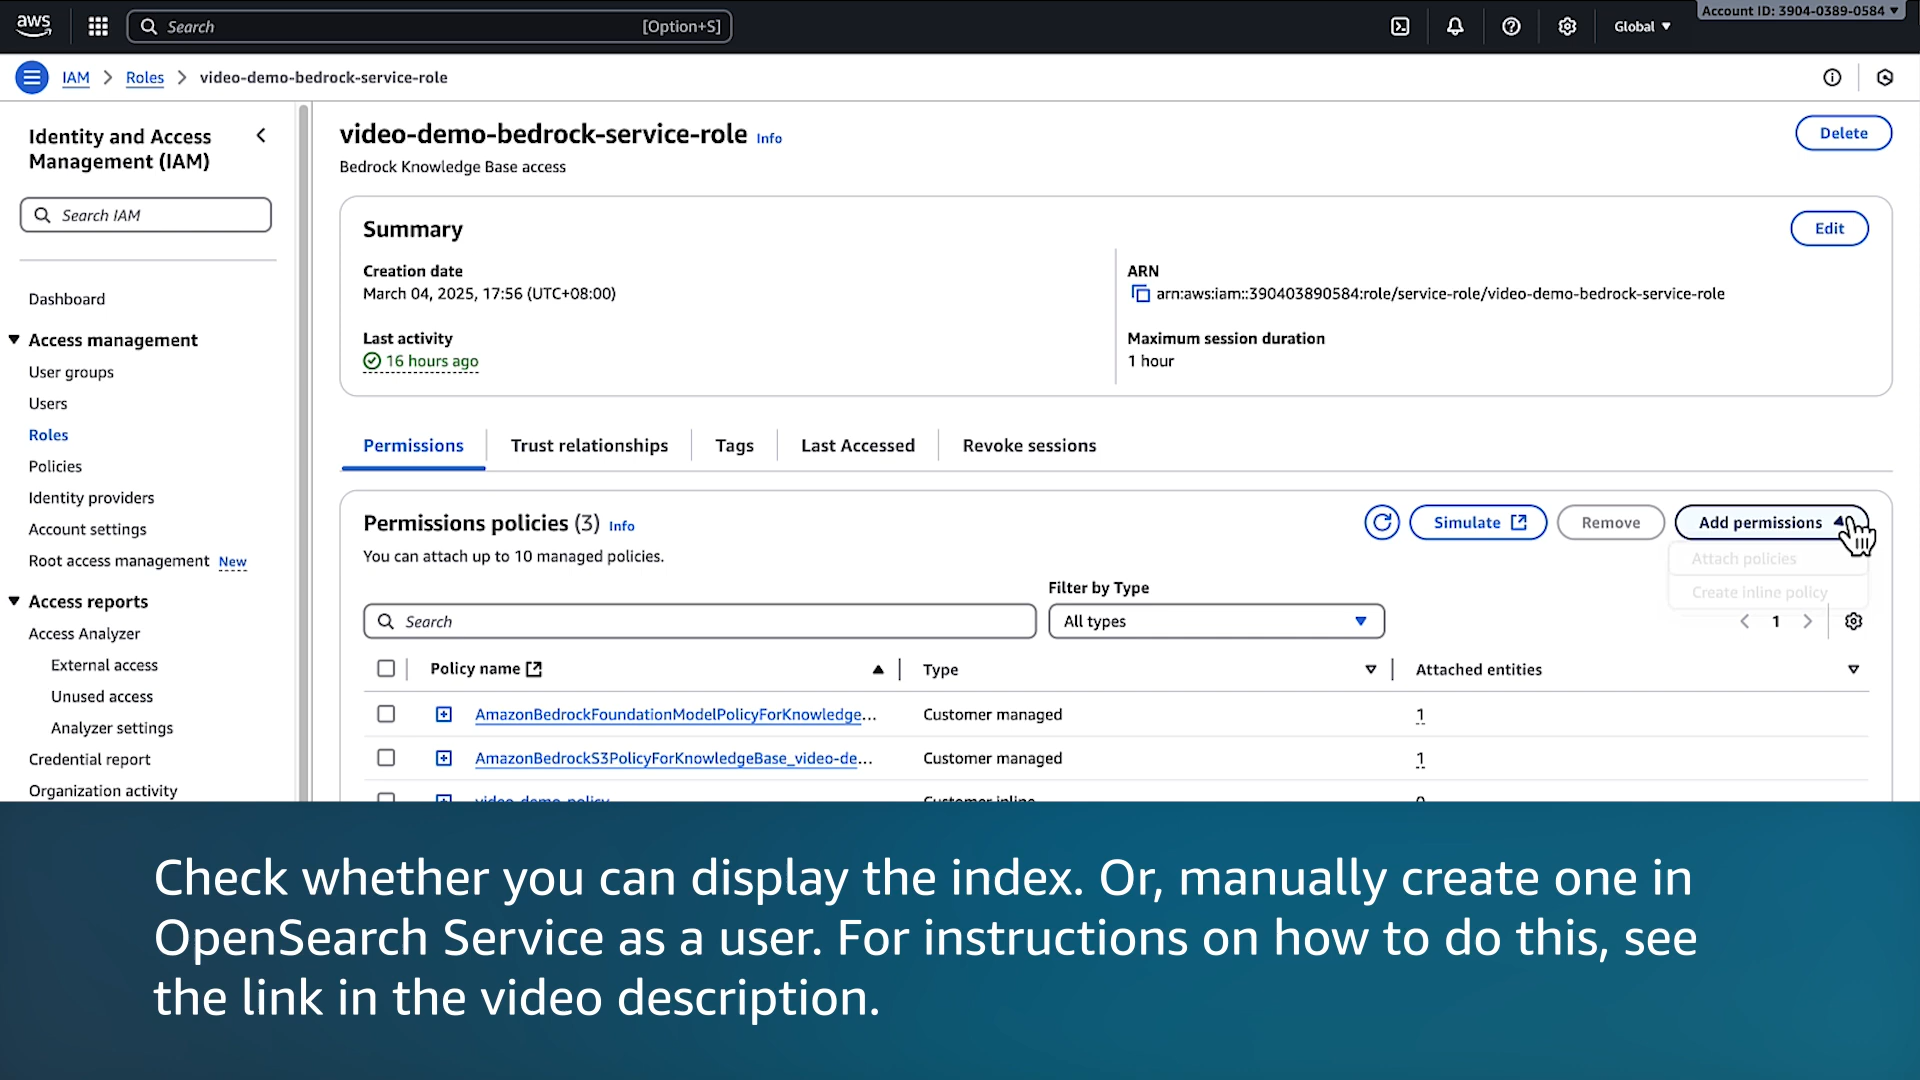 aws
Search
[Option+S]
Global
Account ID: 3904-0389-0584
IAM
Roles
video-demo-bedrock-service-role
Identity and Access
Management (IAM)
Search IAM
Dashboard
Access management
User groups
Users
Roles
Policies
Identity providers
Account settings
Root access management New
Access reports
Access Analyzer
External access
Unused access
Analyzer settings
Credential report
Organization activity
video-demo-bedrock-service-role Info
Delete
Bedrock Knowledge Base access
Summary
Edit
Creation date
March 04, 2025, 17:56 (UTC+08:00)
ARN
arn:aws:iam::390403890584:role/service-role/video-demo-bedrock-service-role
Last activity
16 hours ago
Maximum session duration
1 hour
Permissions
Trust relationships
Tags
Last Accessed
Revoke sessions
Permissions policies (3) Info
Simulate
Remove
Add permissions
You can attach up to 10 managed policies.
Attach policies
Create inline policy
Filter by Type
Search
All types
1
Policy name
Type
Attached entities
AmazonBedrockFoundationModelPolicyForKnowledge...
Customer managed
1
AmazonBedrockS3PolicyForKnowledgeBase_video-de...
Customer managed
1
video-demo-policy
Customer inline
0
Check whether you can display the index. Or, manually create one in
OpenSearch Service as a user. For instructions on how to do this, see
the link in the video description.